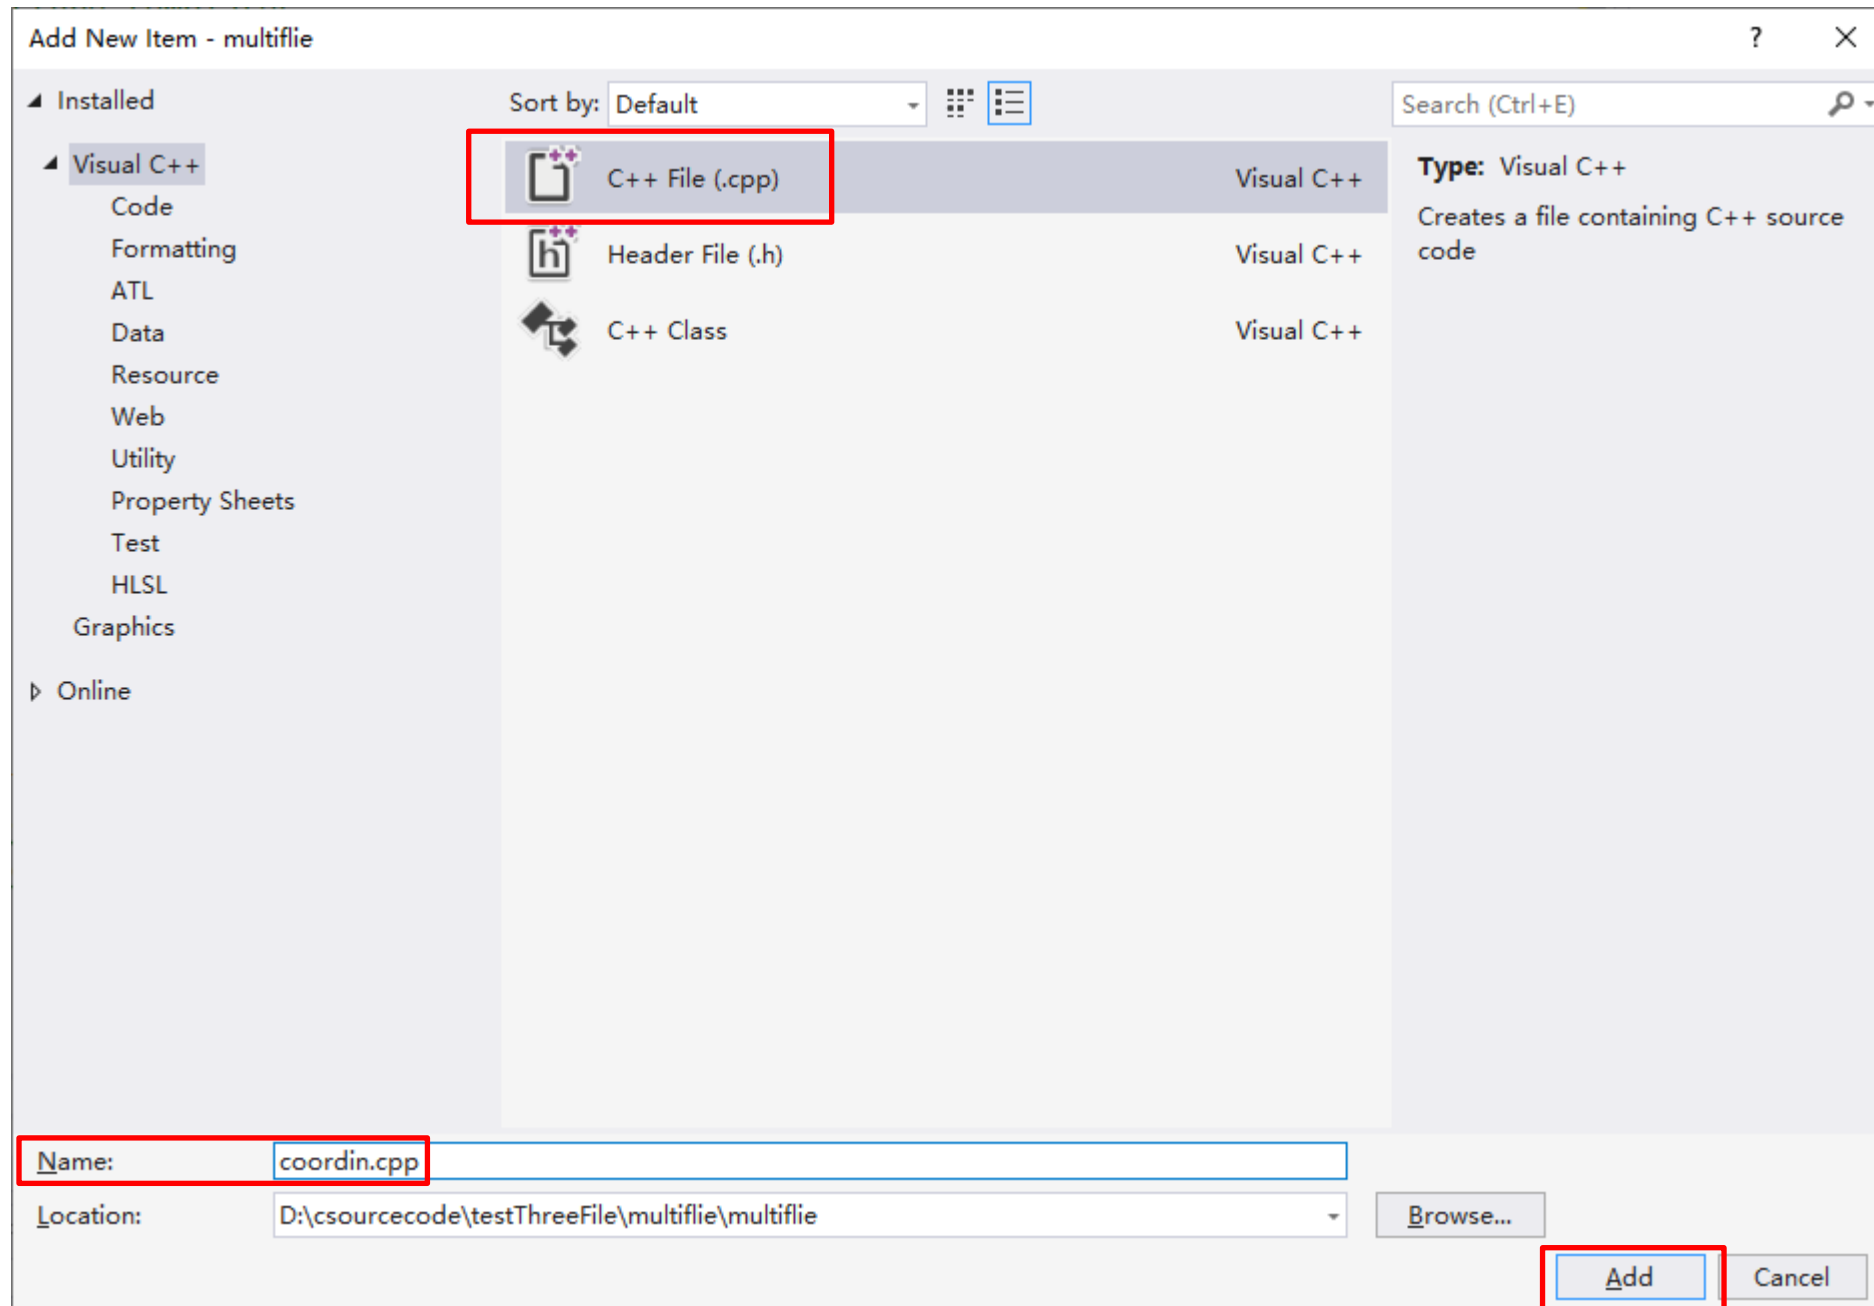 Add New Item - multiflie
?
Installed
Sort by: Default
Search (Ctrl+E)
Visual C++
Code
Formatting
ATL
Data
Resource
Web
Utility
Property Sheets
Test
HLSL
Graphics
Online
C++ File (.cpp) Visual C++
Header File (.h) Visual C++
C++ Class Visual C++
Type: Visual C++
Creates a file containing C++ source
code
Name: coordin.cpp
Location: D:\csourcecode\testThreeFile\multiflie\multiflie
Browse...
Add Cancel